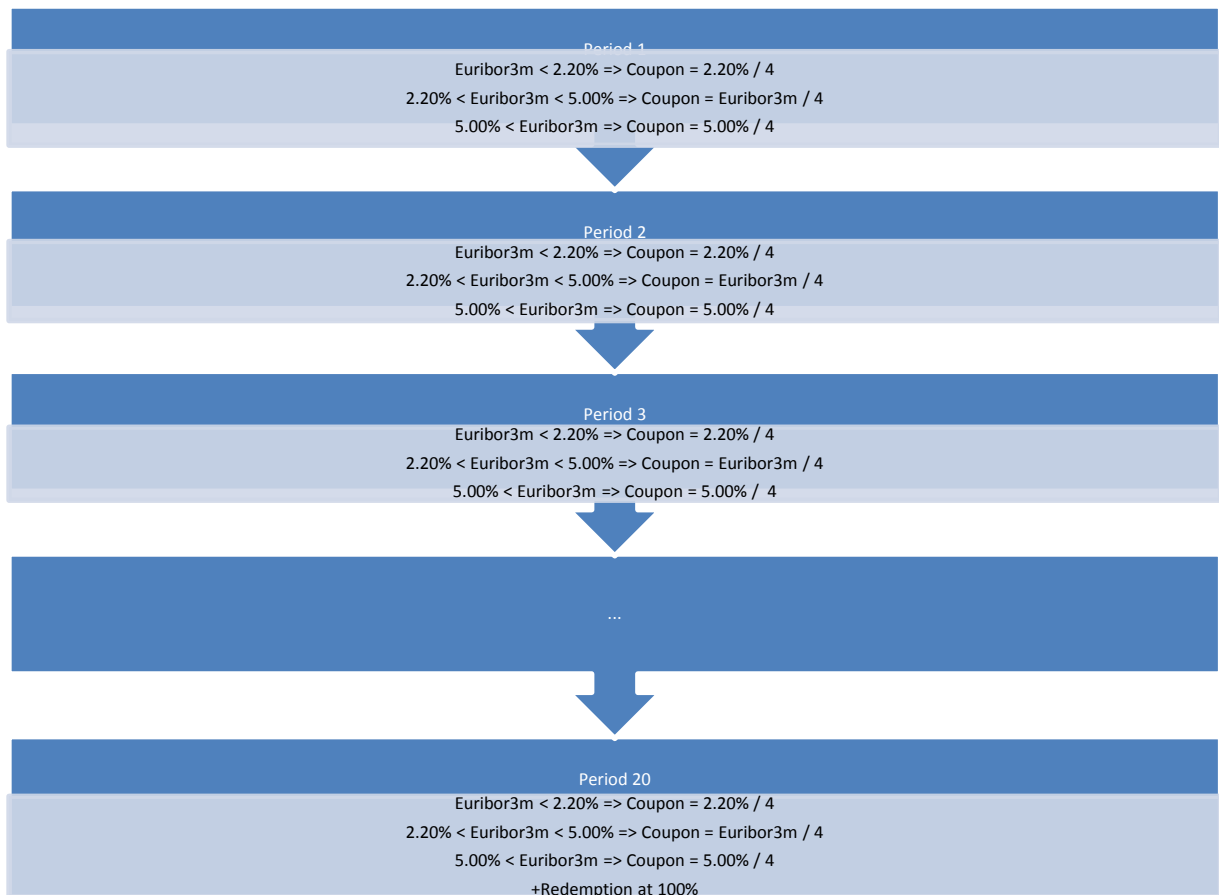 Period 1
Euribor3m < 2.20% => Coupon = 2.20% / 4
2.20% < Euribor3m < 5.00% => Coupon = Euribor3m / 4
5.00% < Euribor3m => Coupon = 5.00% / 4
Period 2
Euribor3m < 2.20% => Coupon = 2.20% / 4
2.20% < Euribor3m < 5.00% => Coupon = Euribor3m / 4
5.00% < Euribor3m => Coupon = 5.00% / 4
Period 3
Euribor3m < 2.20% => Coupon = 2.20% / 4
2.20% < Euribor3m < 5.00% => Coupon = Euribor3m / 4
5.00% < Euribor3m => Coupon = 5.00% /  4
...
Period 20
Euribor3m < 2.20% => Coupon = 2.20% / 4
2.20% < Euribor3m < 5.00% => Coupon = Euribor3m / 4
5.00% < Euribor3m => Coupon = 5.00% / 4
+Redemption at 100%